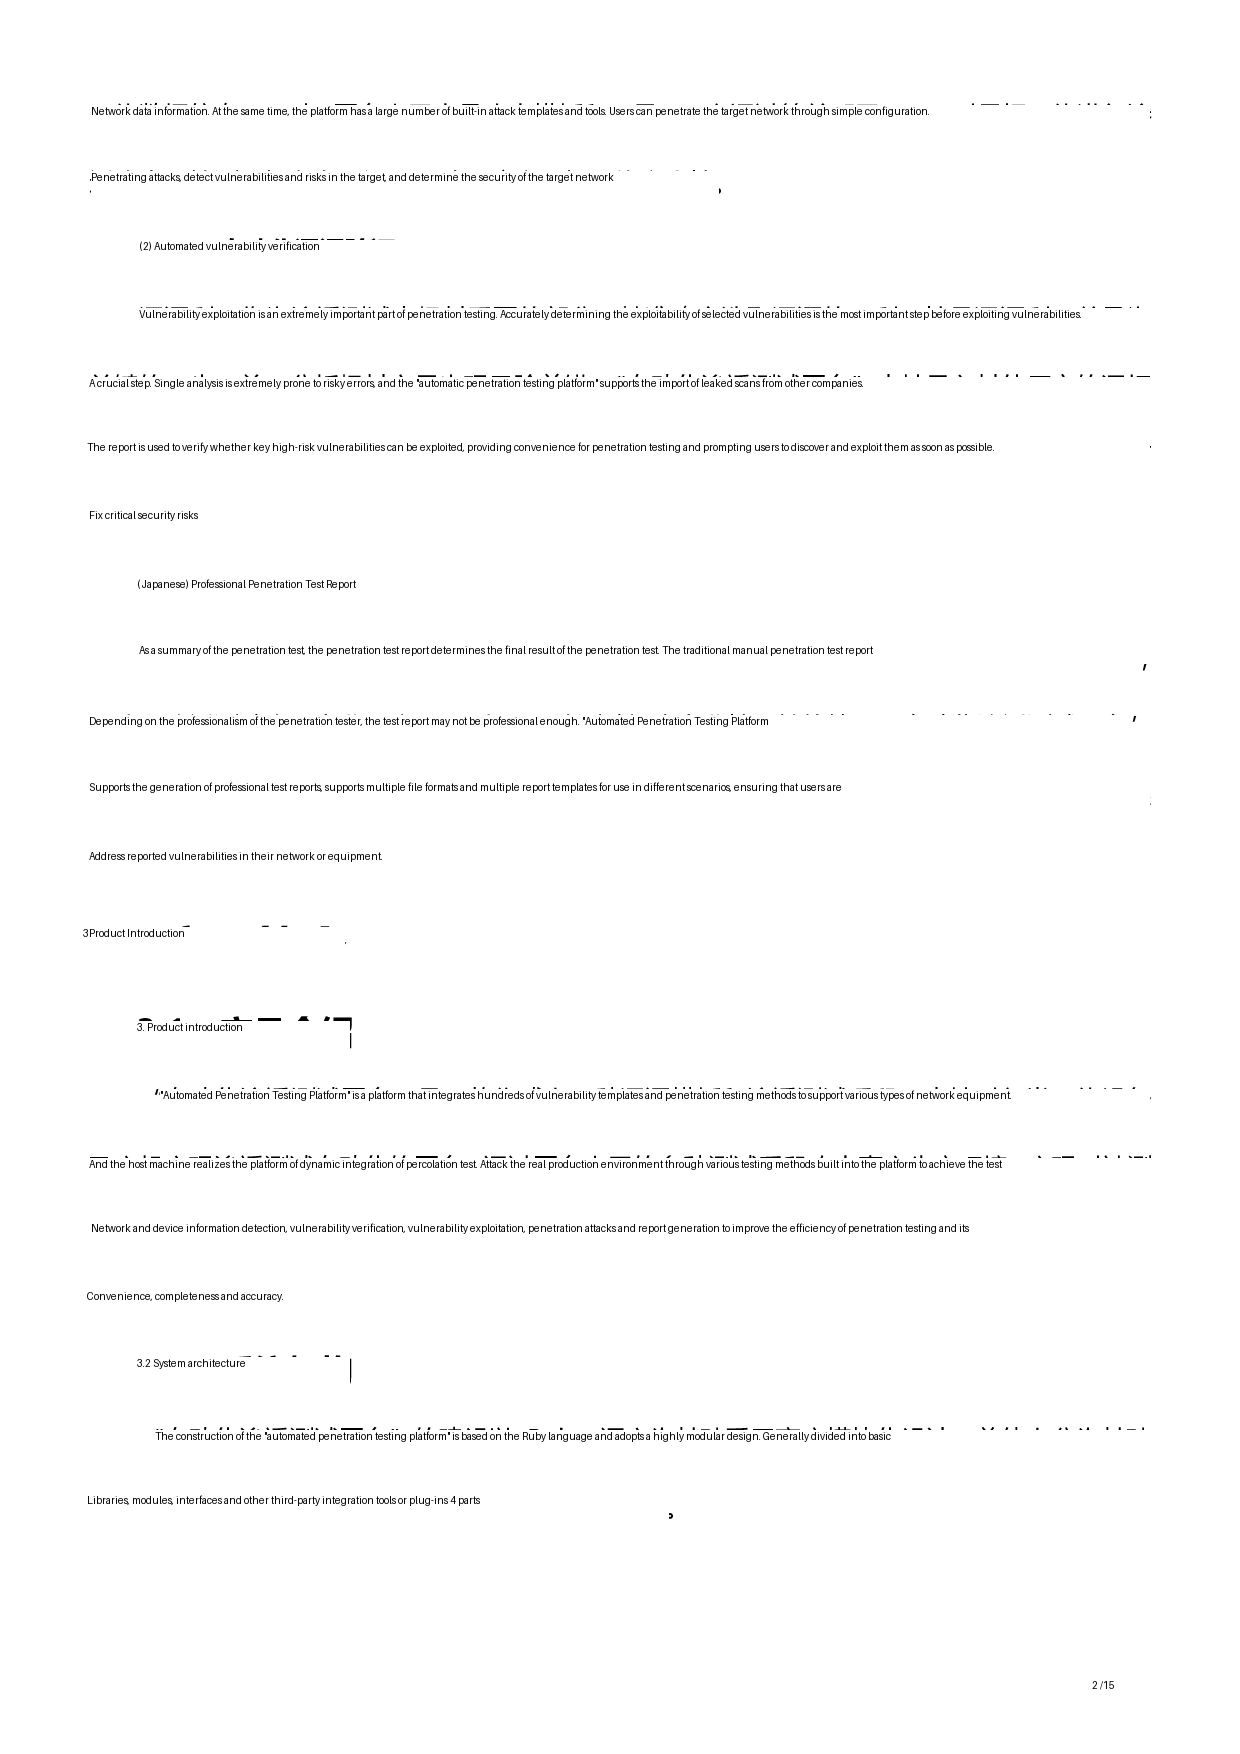 Network data information. At the same time, the platform has a large number of built-in attack templates and tools. Users can penetrate the target network through simple configuration.
Penetrating attacks, detect vulnerabilities and risks in the target, and determine the security of the target network
(2) Automated vulnerability verification
Vulnerability exploitation is an extremely important part of penetration testing. Accurately determining the exploitability of selected vulnerabilities is the most important step before exploiting vulnerabilities.
A crucial step. Single analysis is extremely prone to risky errors, and the "automatic penetration testing platform" supports the import of leaked scans from other companies.
The report is used to verify whether key high-risk vulnerabilities can be exploited, providing convenience for penetration testing and prompting users to discover and exploit them as soon as possible.
Fix critical security risks
(Japanese) Professional Penetration Test Report
As a summary of the penetration test, the penetration test report determines the final result of the penetration test. The traditional manual penetration test report
Depending on the professionalism of the penetration tester, the test report may not be professional enough. "Automated Penetration Testing Platform
Supports the generation of professional test reports, supports multiple file formats and multiple report templates for use in different scenarios, ensuring that users are
Address reported vulnerabilities in their network or equipment.
3Product Introduction
3. Product introduction
"Automated Penetration Testing Platform" is a platform that integrates hundreds of vulnerability templates and penetration testing methods to support various types of network equipment.
And the host machine realizes the platform of dynamic integration of percolation test. Attack the real production environment through various testing methods built into the platform to achieve the test
Network and device information detection, vulnerability verification, vulnerability exploitation, penetration attacks and report generation to improve the efficiency of penetration testing and its
Convenience, completeness and accuracy.
3.2 System architecture
The construction of the "automated penetration testing platform" is based on the Ruby language and adopts a highly modular design. Generally divided into basic
Libraries, modules, interfaces and other third-party integration tools or plug-ins 4 parts
2 /15